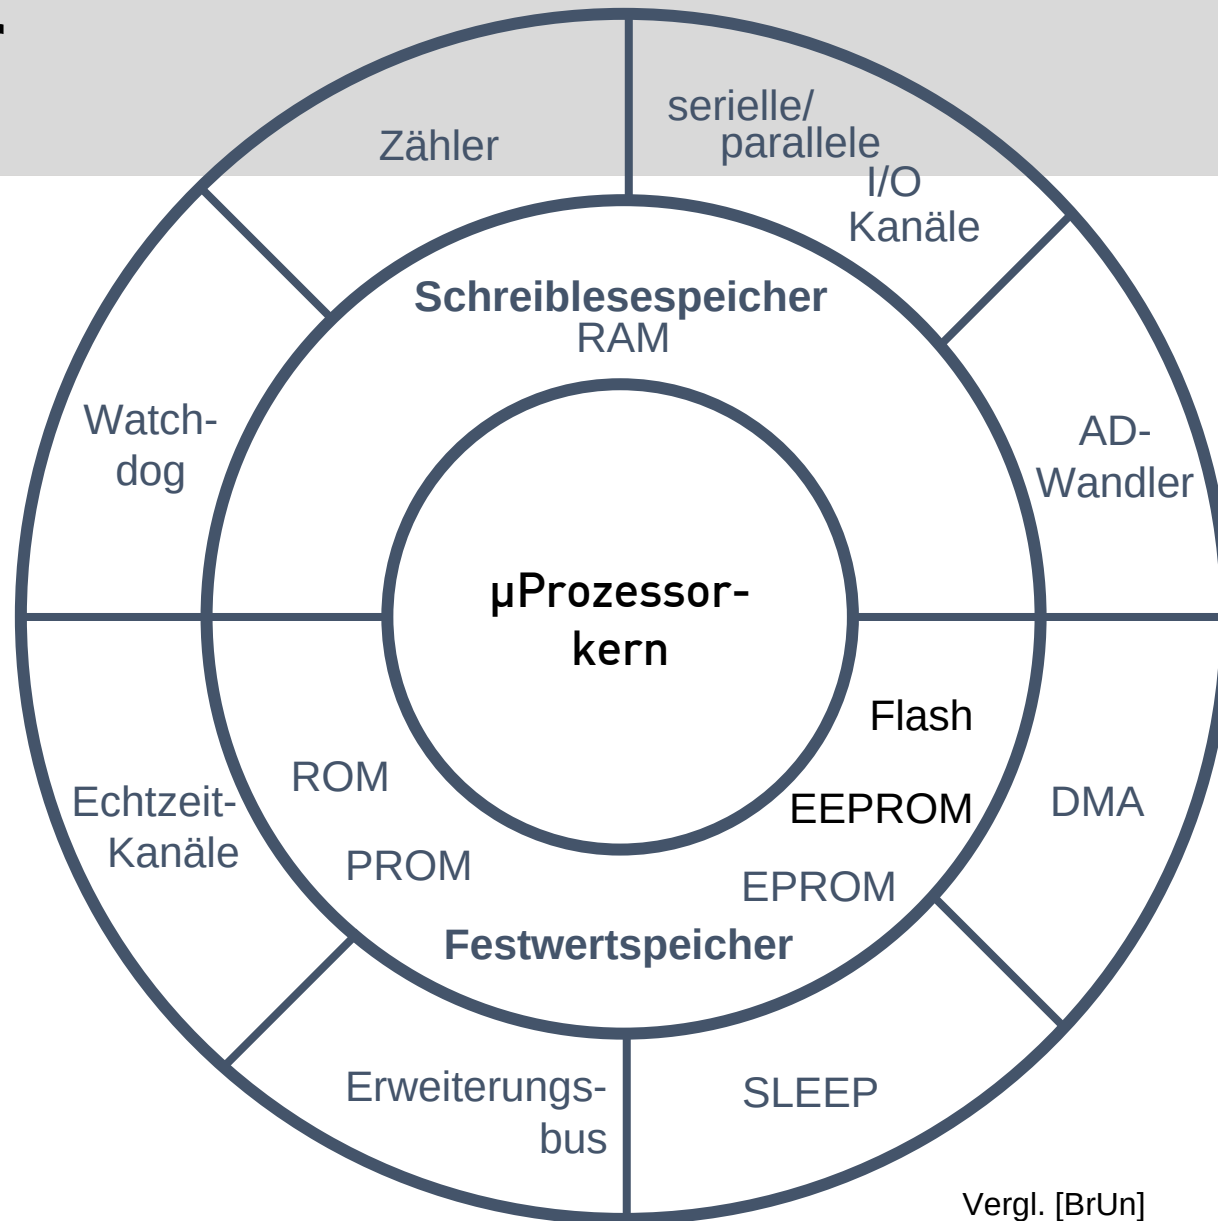 Zähler
serielle/
parallele
I/O
Kanäle
Schreiblesespeicher
RAM
Watch-
dog
AD-
Wandler
µProzessor-
kern
Flash
EEPROM
EPROM
ROM
PROM
Festwertspeicher
Echtzeit-
Kanäle
DMA
Erweiterungs-
bus
SLEEP
Vergl. [BrUn]